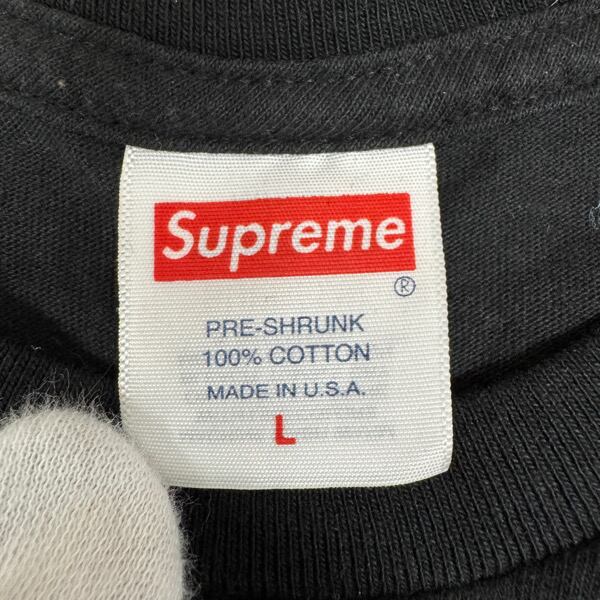 Supreme
®
PRE-SHRUNK
100% COTTON
MADE IN U.S.A.
L